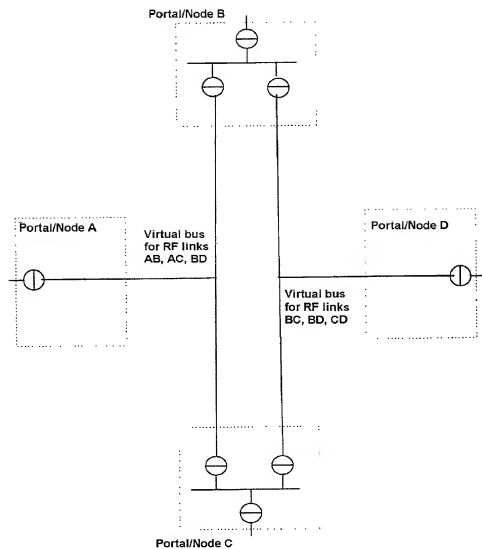 Portal/Node B
Portal/Node A
Portal/Node D
Virtual bus
for RF links
AB, AC, BD
Virtual bus
for RF links
BC, BD, CD
Portal/Node C